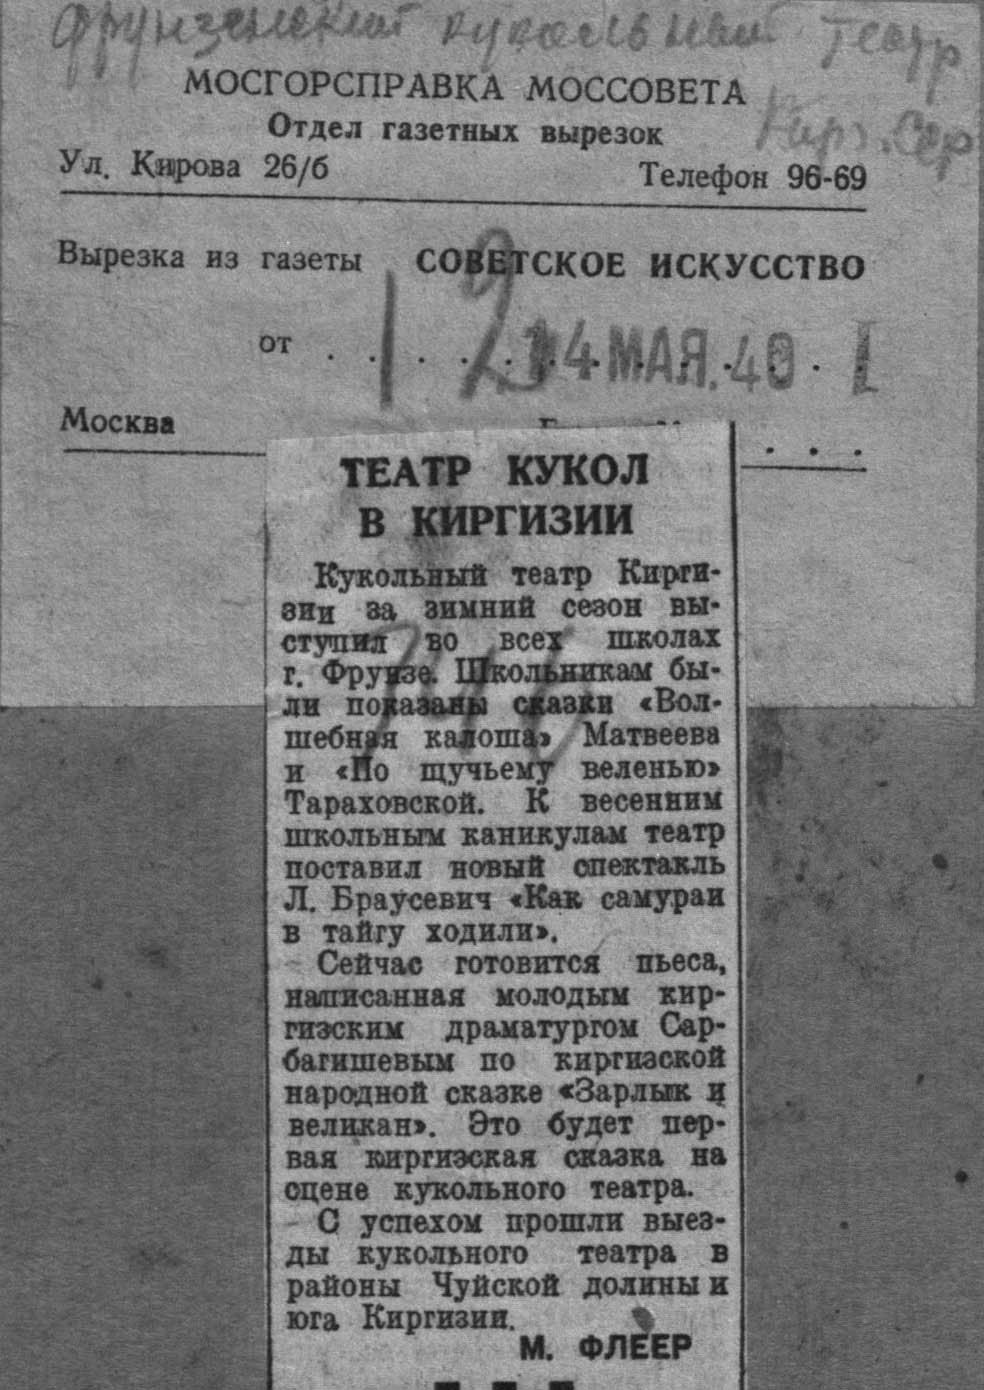 Фрунзенский кукольный театр
Кирг. ССР
МОСГОРСПРАВКА МОССОВЕТА
Отдел газетных вырезок
Ул. Кирова 26/б Телефон 96-69
Вырезка из газеты СОВЕТСКОЕ ИСКУССТВО
от . . . . 14 МАЯ. 40
Москва . . .
ТЕАТР КУКОЛ
В КИРГИЗИИ
Кукольный театр Кирги-
зии за зимний сезон вы-
ступил во всех школах
г. Фрунзе. Школьникам бы-
ли показаны сказки «Вол-
шебная калоша» Матвеева
и «По щучьему веленью»
Тараховской. К весенним
школьным каникулам театр
поставил новый спектакль
Л. Браусевич «Как самураи
в тайгу ходили».
Сейчас готовится пьеса,
написанная молодым кир-
гизским драматургом Сар-
багишевым по киргизской
народной сказке «Зарлык и
великан». Это будет пер-
вая киргизская сказка на
сцене кукольного театра.
С успехом прошли выез-
ды кукольного театра в
районы Чуйской долины и
юга Киргизии.
М. ФЛЕЕР